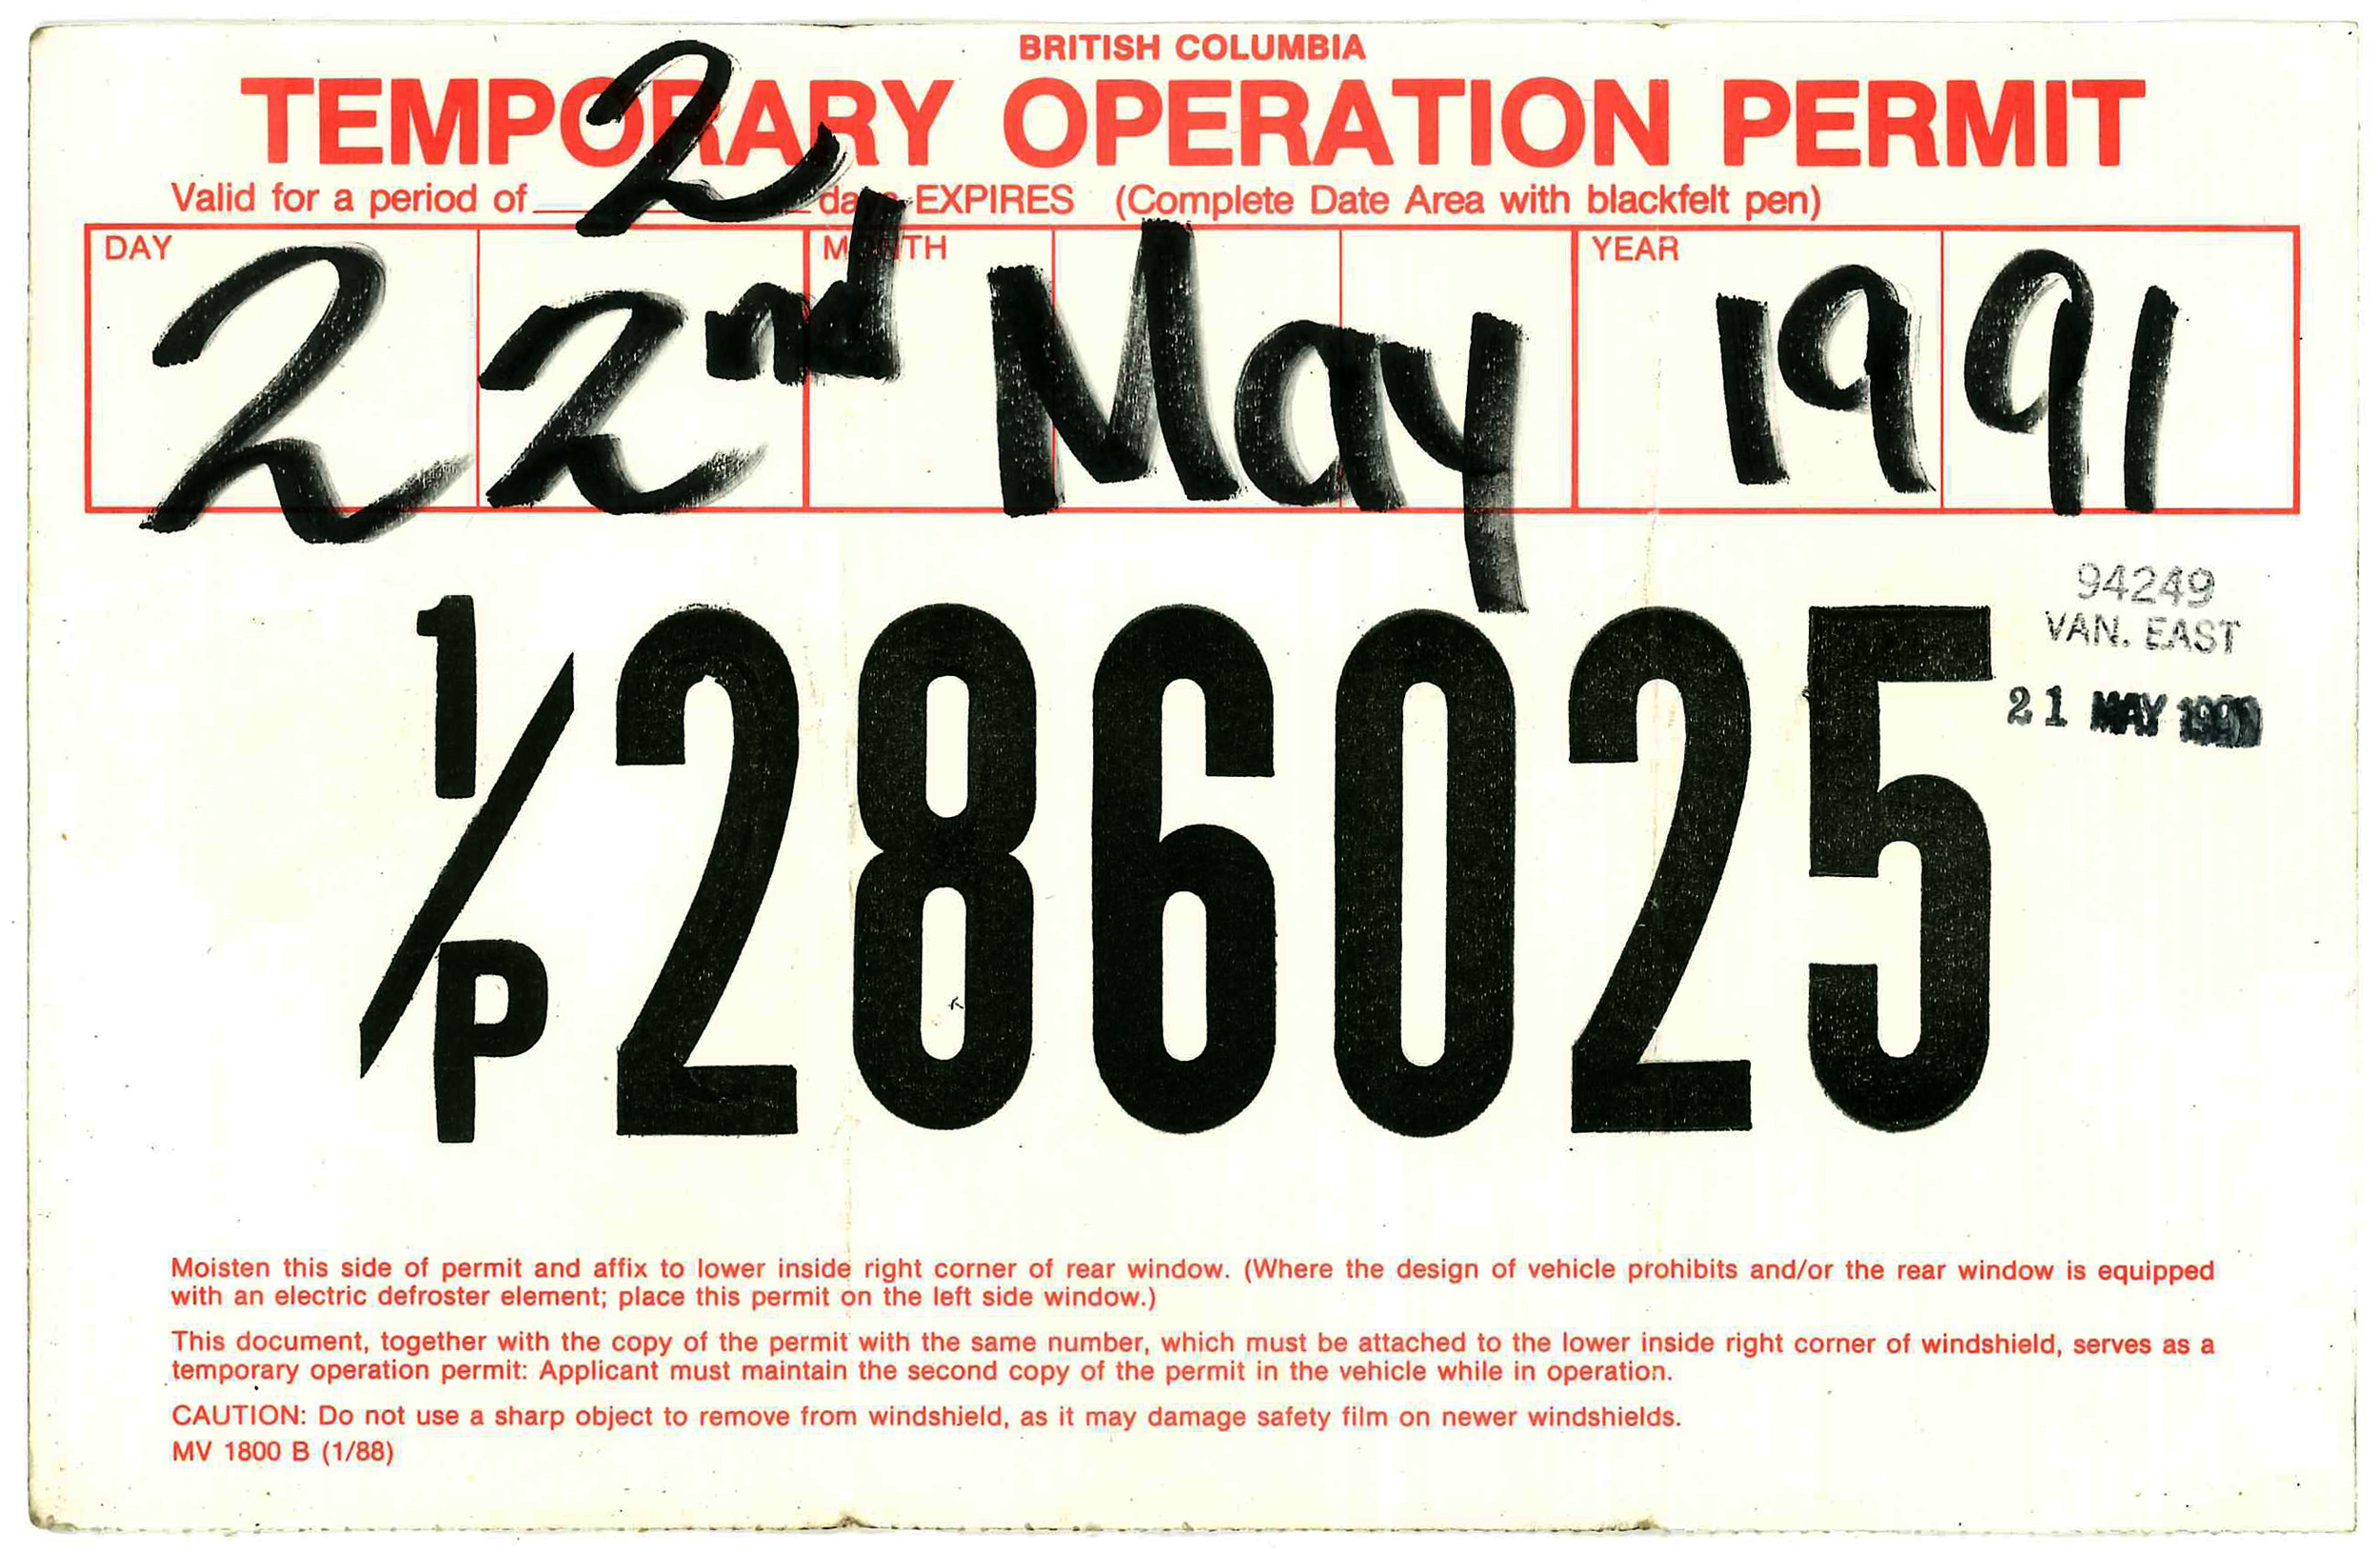 BRITISH COLUMBIA
TEMPORARY OPERATION PERMIT
Valid for a period of 2 days EXPIRES (Complete Date Area with blackfelt pen)
DAY MONTH YEAR
22nd May 1991
94249
VAN. EAST
21 MAY 1991
1/P 286025
Moisten this side of permit and affix to lower inside right corner of rear window. (Where the design of vehicle prohibits and/or the rear window is equipped
with an electric defroster element; place this permit on the left side window.)
This document, together with the copy of the permit with the same number, which must be attached to the lower inside right corner of windshield, serves as a
temporary operation permit: Applicant must maintain the second copy of the permit in the vehicle while in operation.
CAUTION: Do not use a sharp object to remove from windshield, as it may damage safety film on newer windshields.
MV 1800 B (1/88)